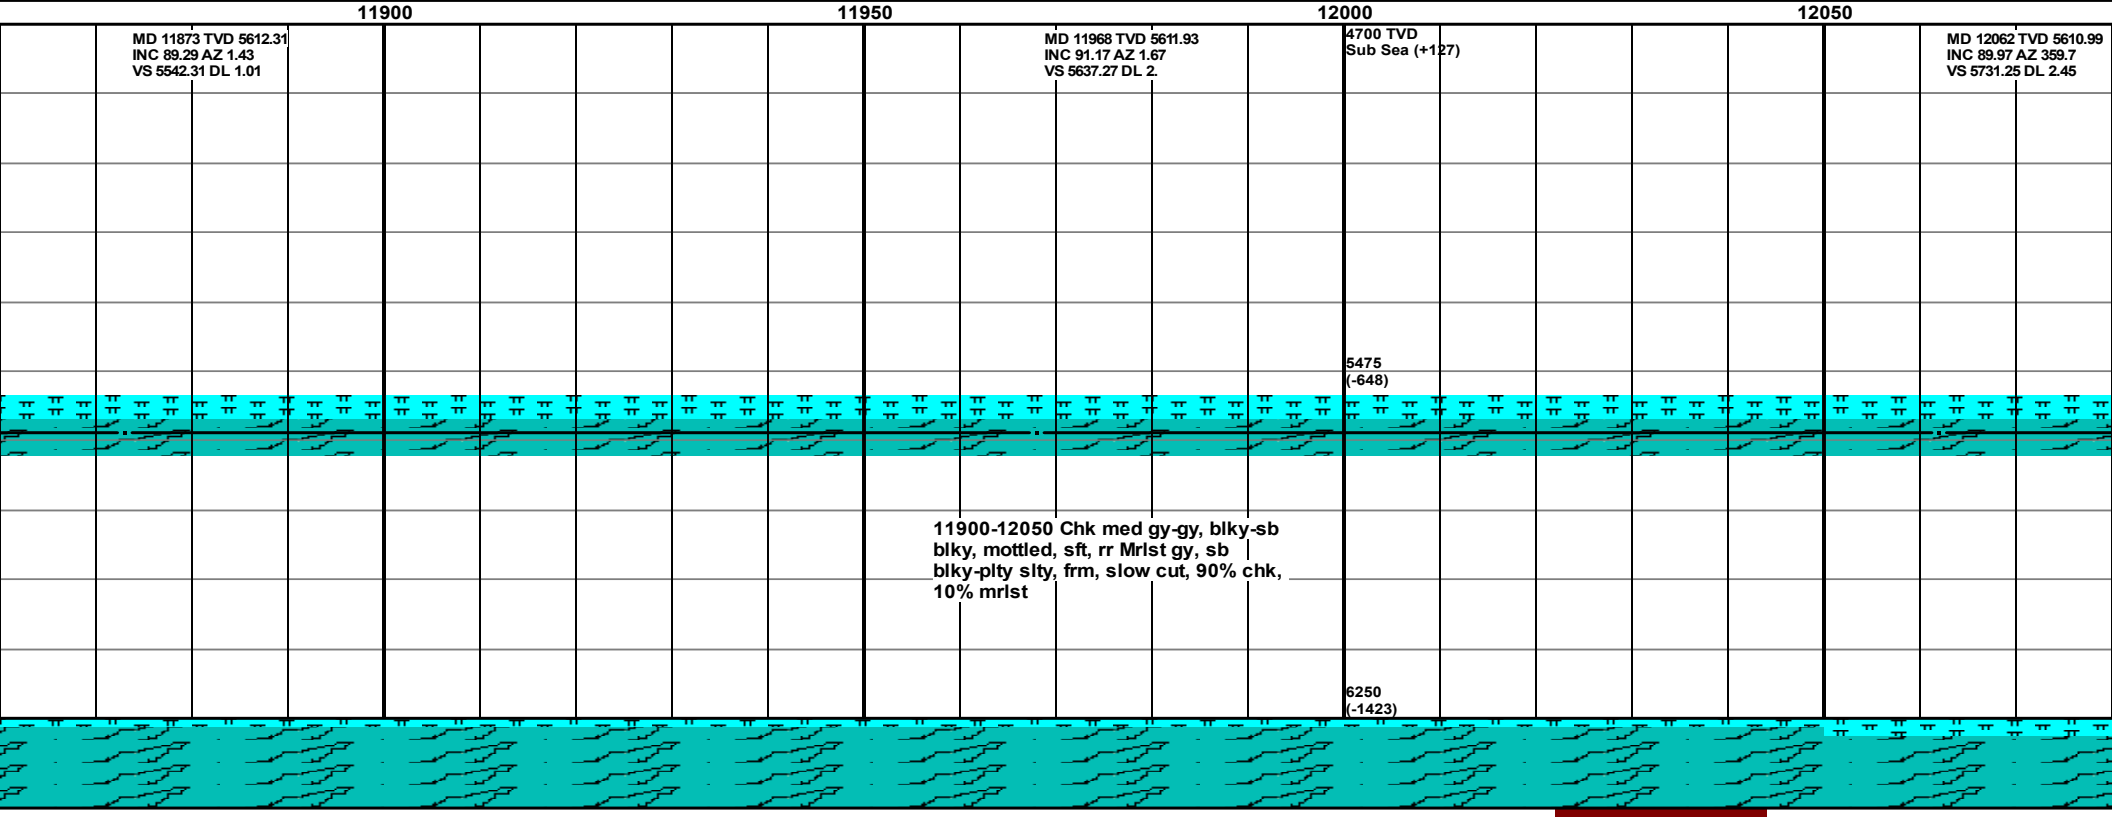 11900
11950
12000
12050
MD 11873 TVD 5612.31
INC 89.29 AZ 1.43
VS 5542.31 DL 1.01
MD 11968 TVD 5611.93
INC 91.17 AZ 1.67
VS 5637.27 DL 2.
4700 TVD
Sub Sea (+127)
MD 12062 TVD 5610.99
INC 89.97 AZ 359.7
VS 5731.25 DL 2.45
5475
(-648)
11900-12050 Chk med gy-gy, blky-sb
blky, mottled, sft, rr Mrlst gy, sb
blky-plty slty, frm, slow cut, 90% chk,
10% mrlst
6250
(-1423)